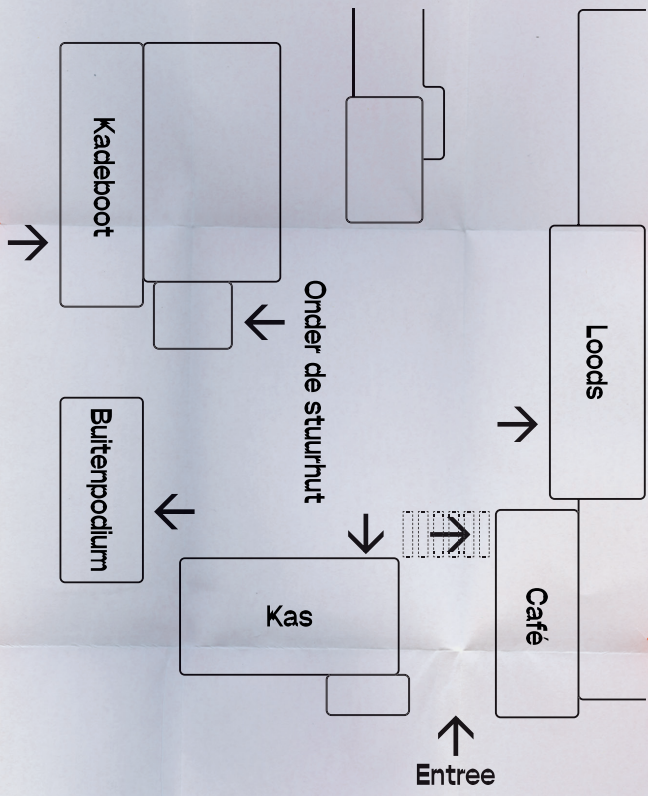 Kadeboot
Onder de stuurhut
Loods
Buitenpodium
Kas
Café
Entree